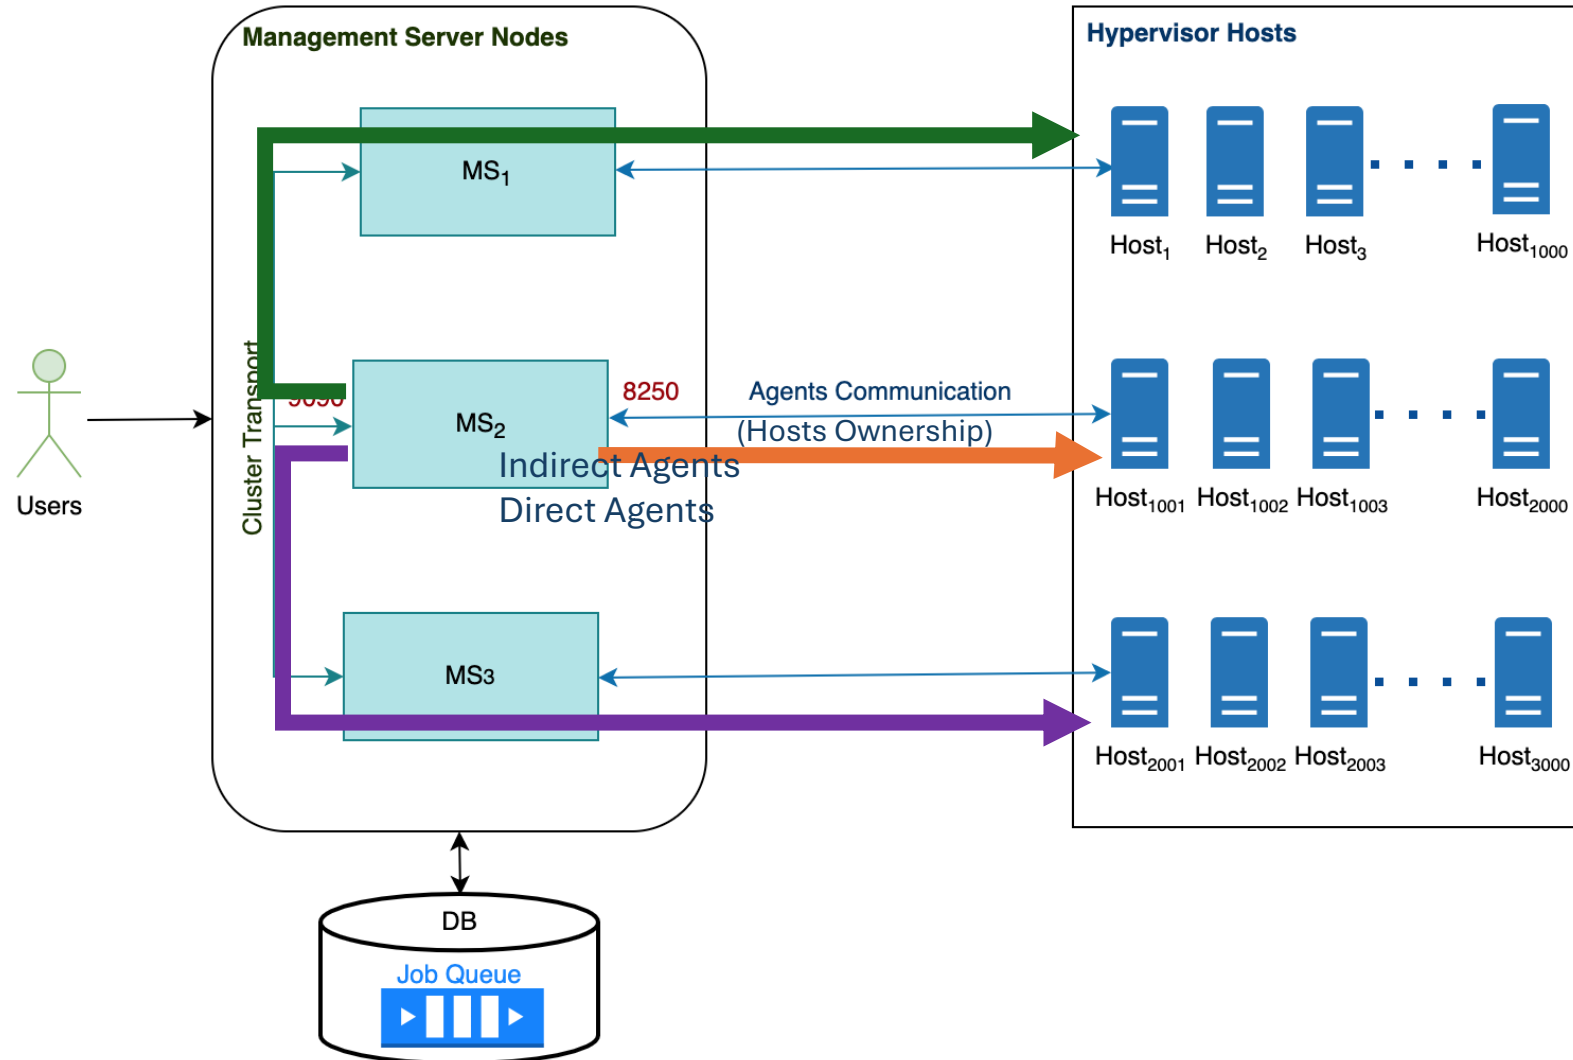 Management Server Nodes
Hypervisor Hosts
MS1
Host1
Host2
Host3
Host1000
Cluster Transport
8250
Agents Communication
(Hosts Ownership)
MS2
Indirect Agents
Direct Agents
Users
Host1001
Host1002
Host1003
Host2000
MS3
Host2001
Host2002
Host2003
Host3000
DB
Job Queue